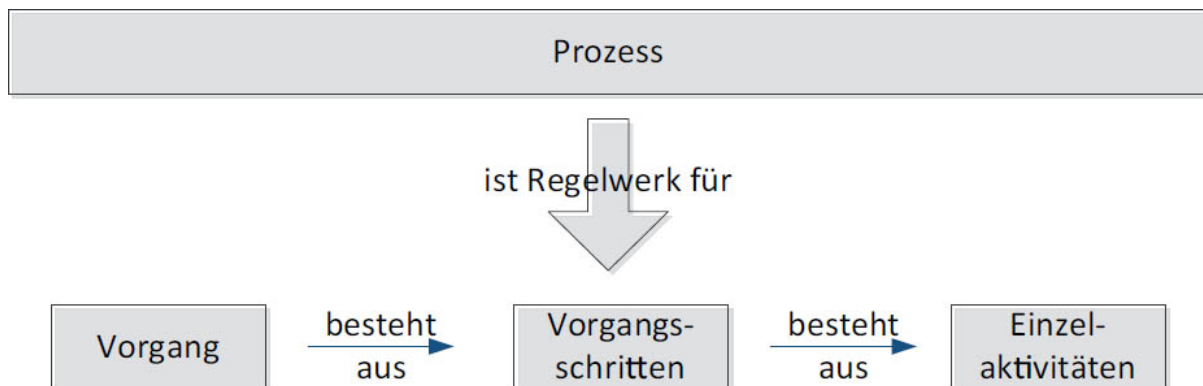 Prozess
ist Regelwerk für
Vorgang
besteht
aus
Vorgangs-
schritten
besteht
aus
Einzel-
aktivitäten